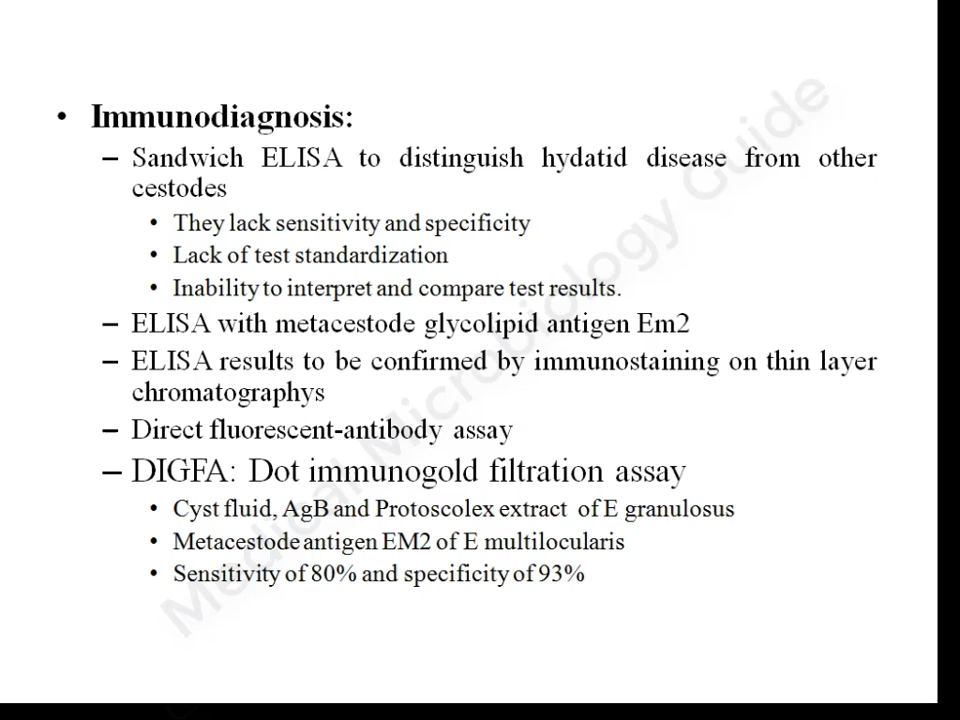 • Immunodiagnosis:
– Sandwich ELISA to distinguish hydatid disease from other
cestodes
• They lack sensitivity and specificity
• Lack of test standardization
• Inability to interpret and compare test results.
– ELISA with metacestode glycolipid antigen Em2
– ELISA results to be confirmed by immunostaining on thin layer
chromatographys
– Direct fluorescent-antibody assay
– DIGFA: Dot immunogold filtration assay
• Cyst fluid, AgB and Protoscolex extract of E granulosus
• Metacestode antigen EM2 of E multilocularis
• Sensitivity of 80% and specificity of 93%
Medical Microbiology Guide